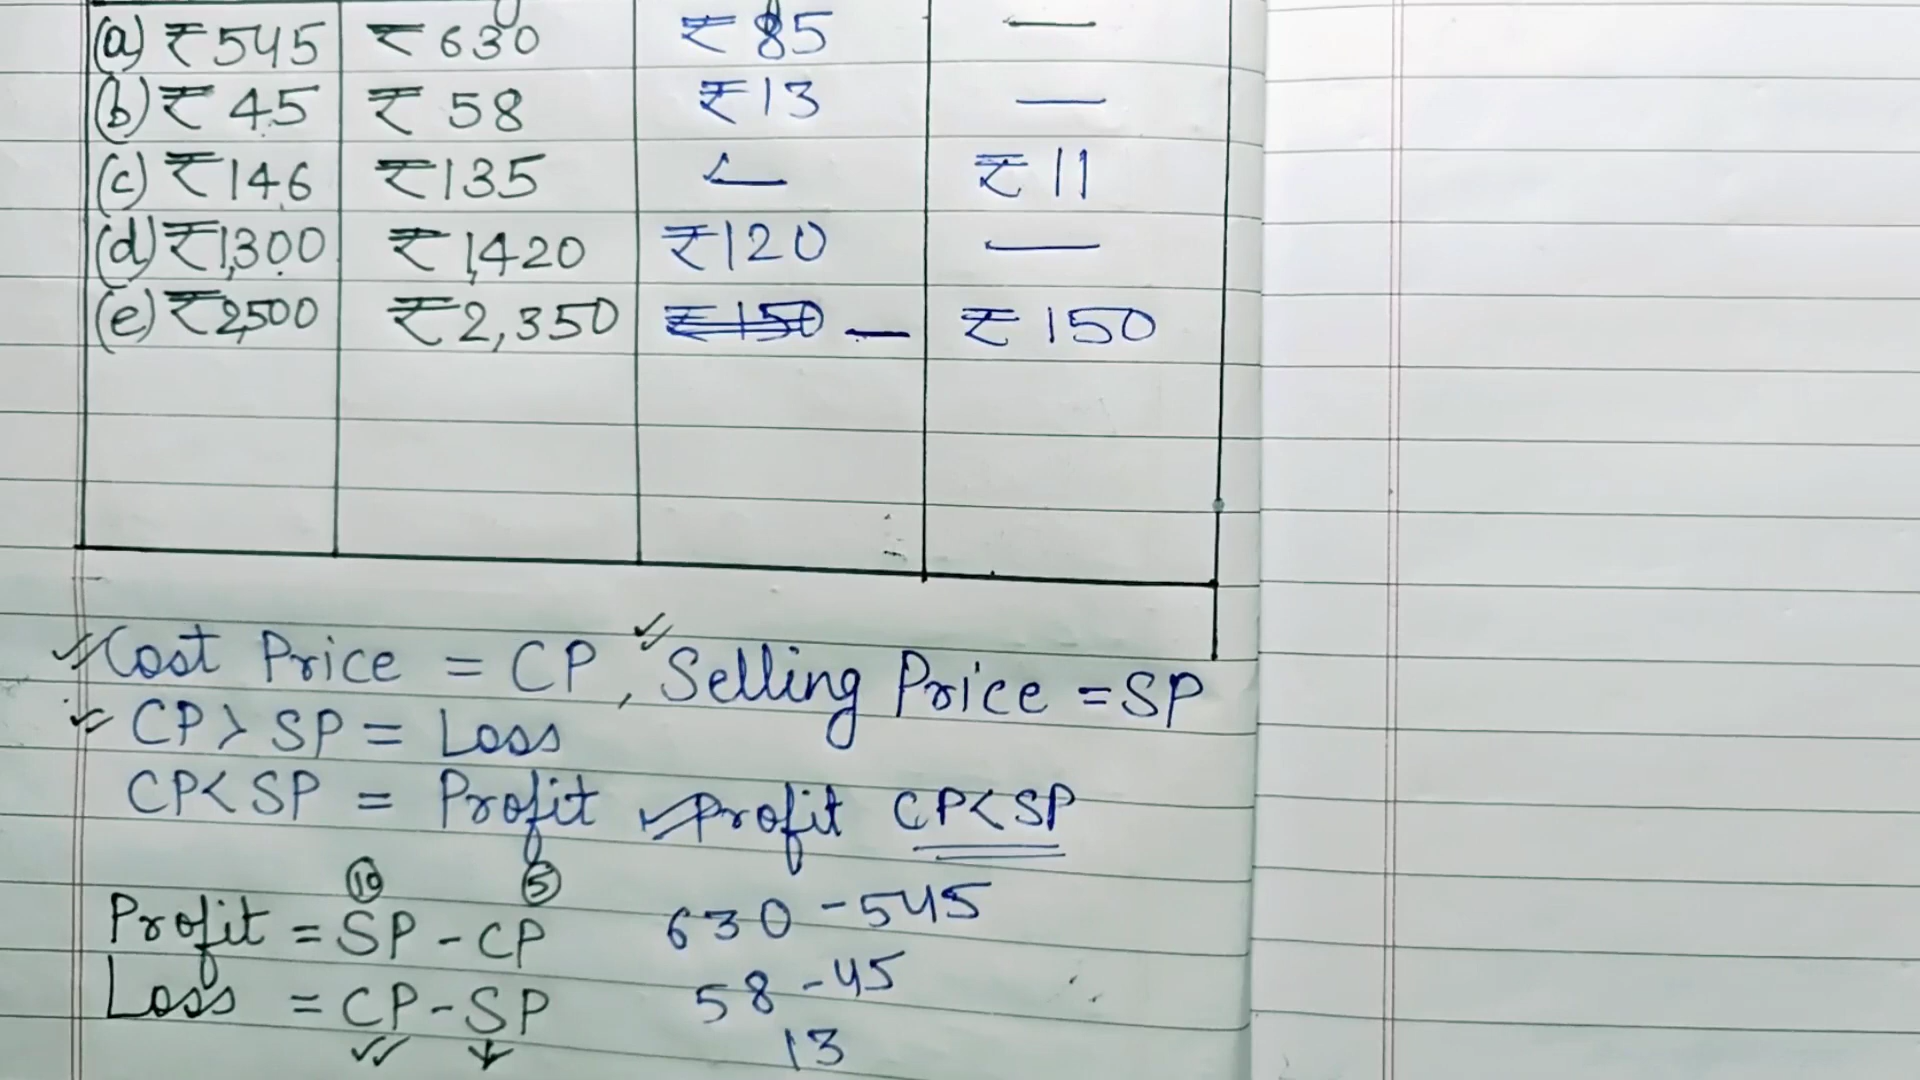 (a) ₹545 ₹630 ₹85 —
(b) ₹45 ₹58 ₹13 —
(c) ₹146 ₹135 — ₹11
(d) ₹1,300 ₹1,420 ₹120 —
(e) ₹2,500 ₹2,350 ₹150 — ₹150
Cost Price = CP, Selling Price = SP
CP > SP = Loss
CP < SP = Profit Profit CP < SP
10 5
Profit = SP - CP 630 - 545
Loss = CP - SP 58 - 45
13